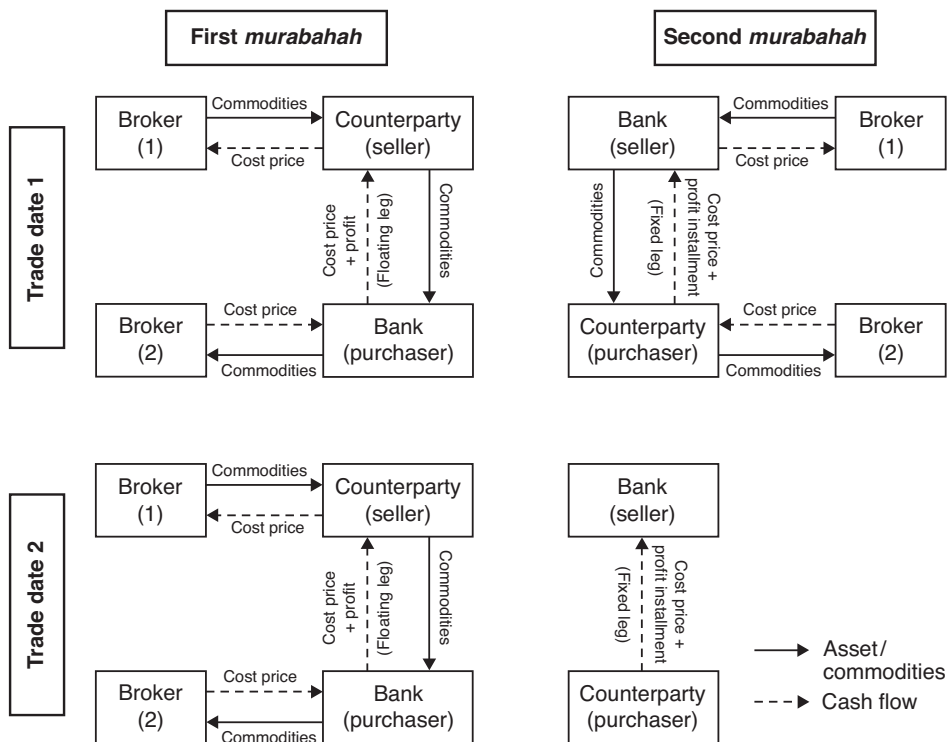 First murabahah
Second murabahah
Trade date 1
Broker
(1)
Commodities
Cost price
Counterparty
(seller)
Cost price
+ profit
(Floating leg)
Commodities
Broker
(2)
Cost price
Commodities
Bank
(purchaser)
Bank
(seller)
Commodities
Cost price
Broker
(1)
Commodities
(Fixed leg)
Cost price +
profit installment
Counterparty
(purchaser)
Cost price
Commodities
Broker
(2)
Trade date 2
Broker
(1)
Commodities
Cost price
Counterparty
(seller)
Cost price
+ profit
(Floating leg)
Commodities
Broker
(2)
Cost price
Commodities
Bank
(purchaser)
Bank
(seller)
(Fixed leg)
Cost price +
profit installment
Counterparty
(purchaser)
Asset/
commodities
Cash flow